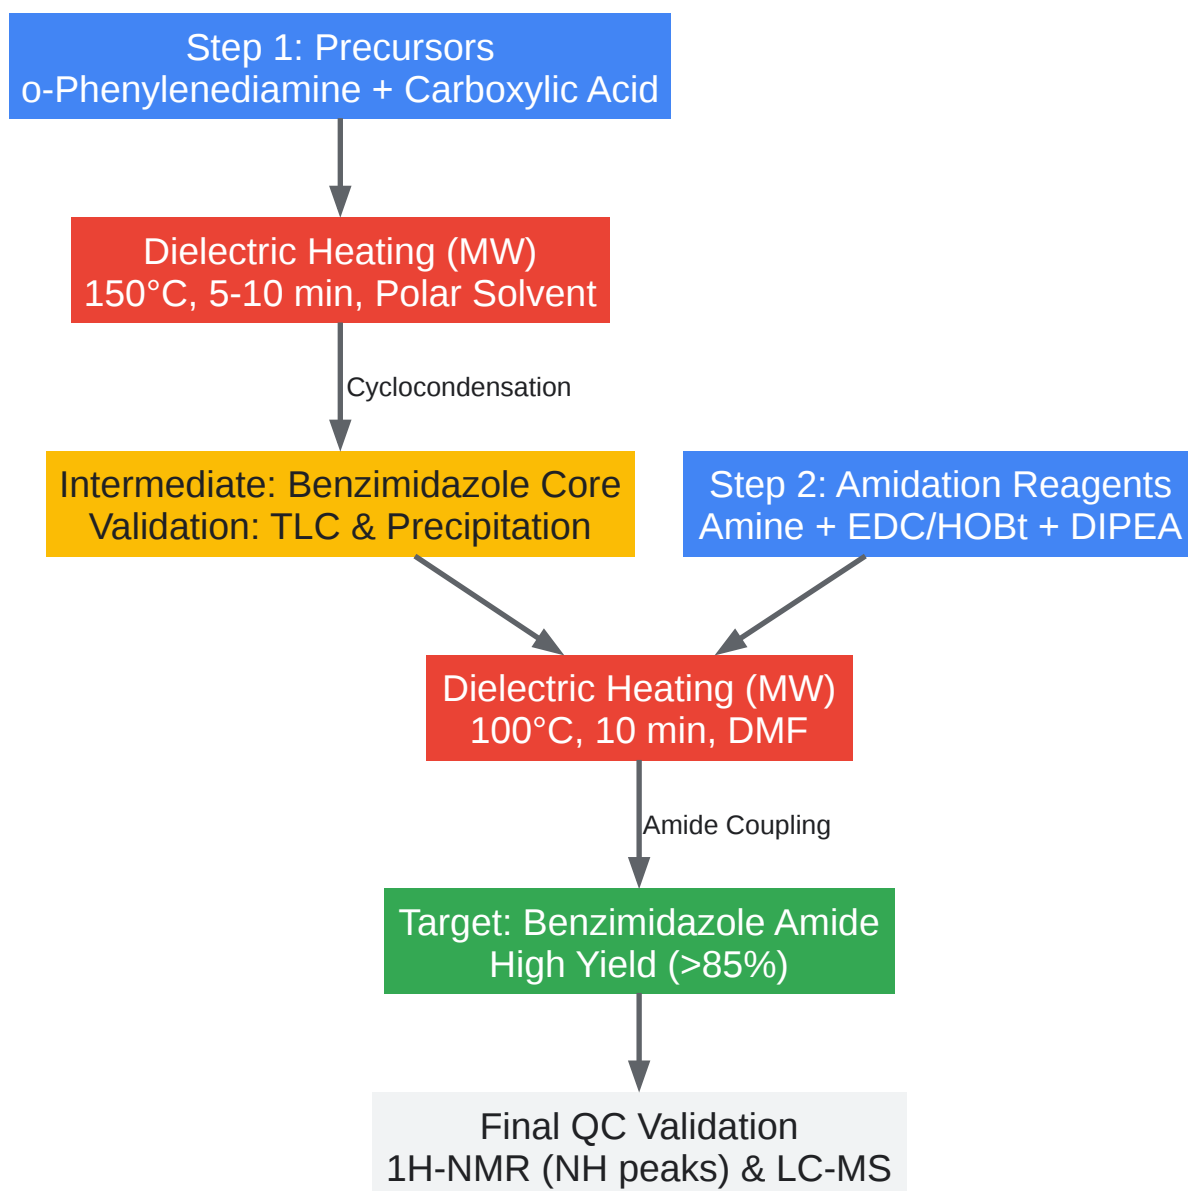 Step 1: Precursors
o-Phenylenediamine + Carboxylic Acid
Dielectric Heating (MW)
150°C, 5-10 min, Polar Solvent
Cyclocondensation
Intermediate: Benzimidazole Core
Validation: TLC & Precipitation
Step 2: Amidation Reagents
Amine + EDC/HOBt + DIPEA
Dielectric Heating (MW)
100°C, 10 min, DMF
Amide Coupling
Target: Benzimidazole Amide
High Yield (>85%)
Final QC Validation
1H-NMR (NH peaks) & LC-MS